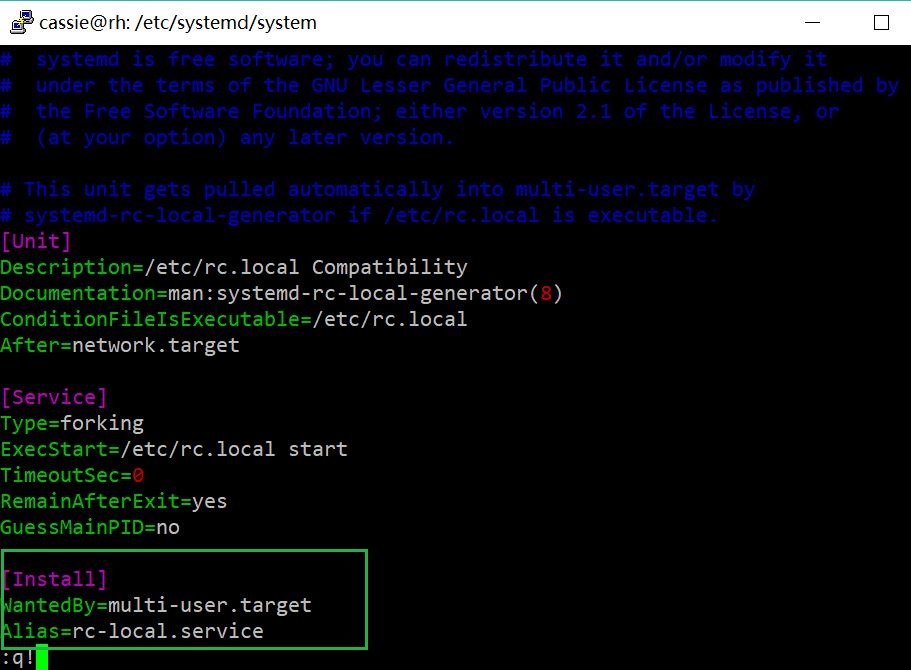 cassie@rh: /etc/systemd/system
#  systemd is free software; you can redistribute it and/or modify it
#  under the terms of the GNU Lesser General Public License as published by
#  the Free Software Foundation; either version 2.1 of the License, or
#  (at your option) any later version.
# This unit gets pulled automatically into multi-user.target by
# systemd-rc-local-generator if /etc/rc.local is executable.
[Unit]
Description=/etc/rc.local Compatibility
Documentation=man:systemd-rc-local-generator(8)
ConditionFileIsExecutable=/etc/rc.local
After=network.target
[Service]
Type=forking
ExecStart=/etc/rc.local start
TimeoutSec=0
RemainAfterExit=yes
GuessMainPID=no
[Install]
WantedBy=multi-user.target
Alias=rc-local.service
:q!